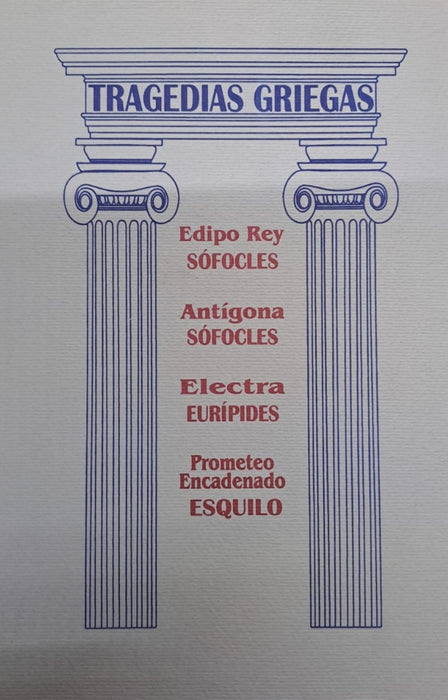 TRAGEDIAS GRIEGAS
Edipo Rey
SÓFOCLES
Antígona
SÓFOCLES
Electra
EURÍPIDES
Prometeo
Encadenado
ESQUILO